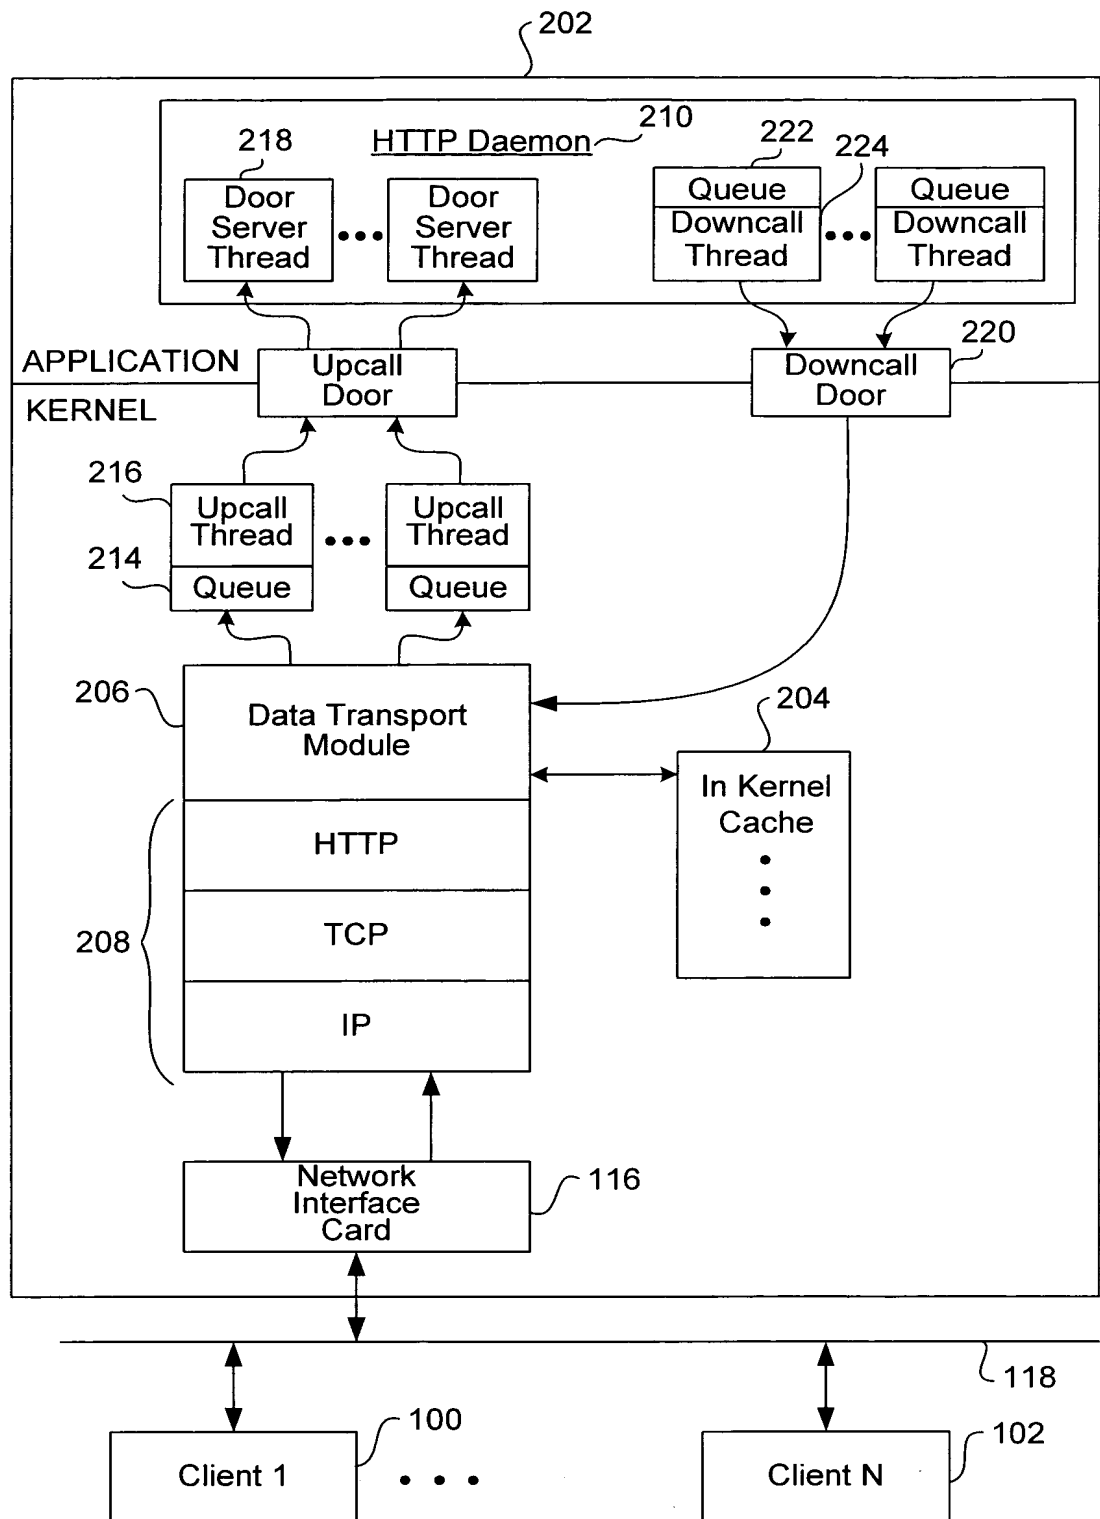 202
HTTP Daemon
210
218
222
224
Door
Server
Thread
Door
Server
Thread
Queue
Downcall
Thread
Queue
Downcall
Thread
APPLICATION
Upcall
Door
Downcall
Door
220
KERNEL
216
Upcall
Thread
Upcall
Thread
214
Queue
Queue
206
Data Transport
Module
204
In Kernel
Cache
HTTP
208
TCP
IP
Network
Interface
Card
116
118
100
102
Client 1
Client N